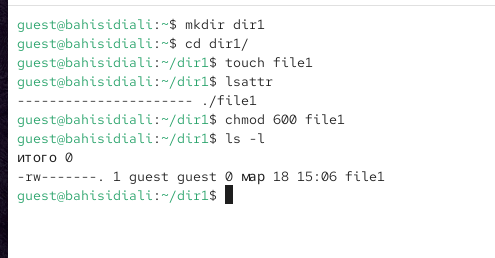 guest@bahisidiali:~$ mkdir dir1
guest@bahisidiali:~$ cd dir1/
guest@bahisidiali:~/dir1$ touch file1
guest@bahisidiali:~/dir1$ lsattr
---------------------- ./file1
guest@bahisidiali:~/dir1$ chmod 600 file1
guest@bahisidiali:~/dir1$ ls -l
итого 0
-rw-------. 1 guest guest 0 мар 18 15:06 file1
guest@bahisidiali:~/dir1$